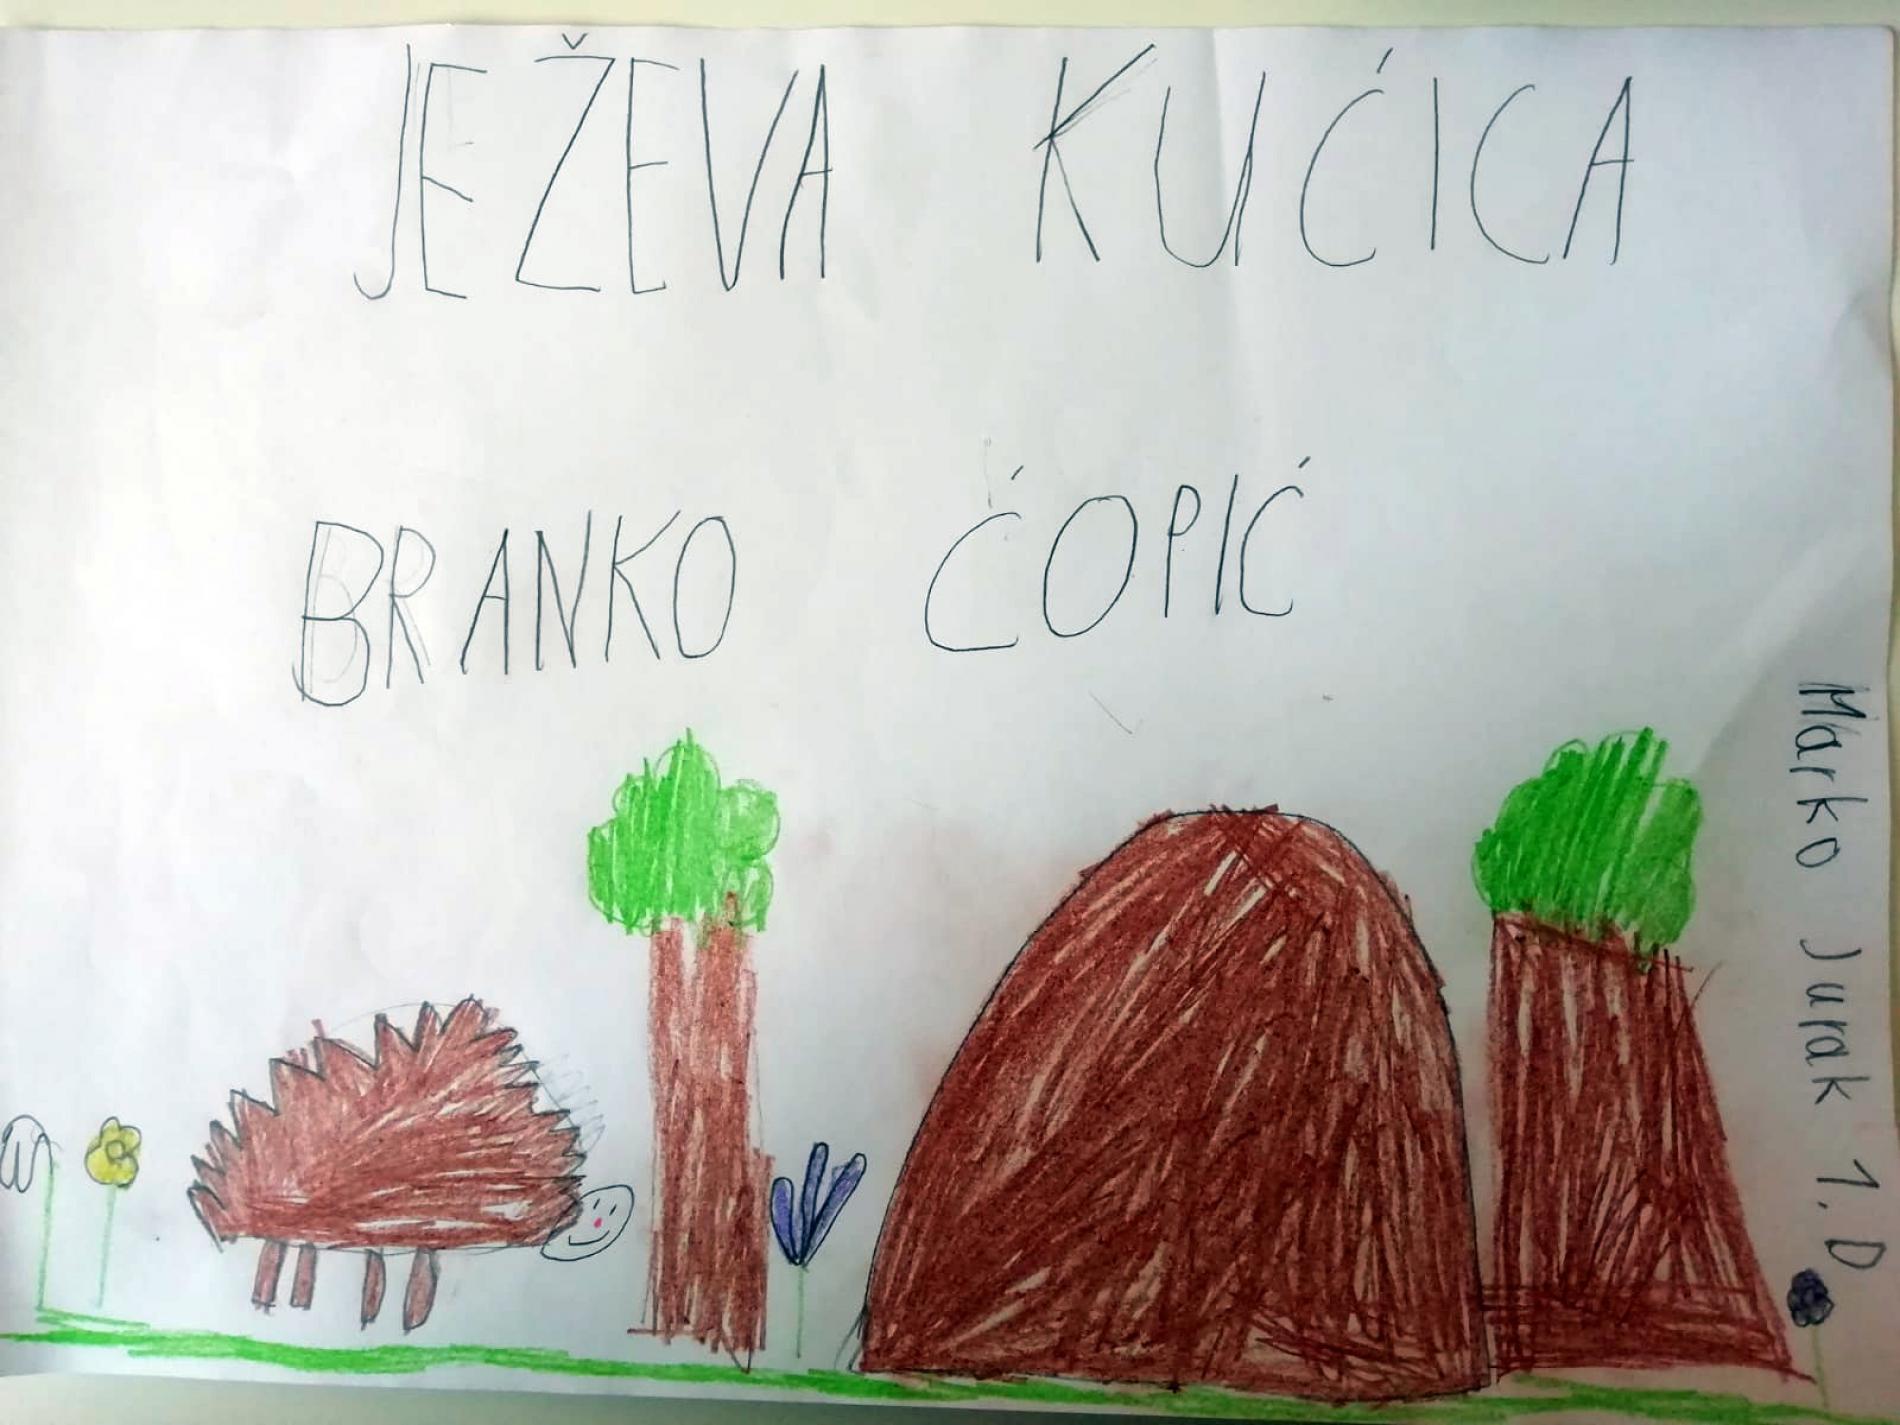 JEŽEVA KUĆICA
BRANKO ĆOPIĆ
Marko Jurak 1. D